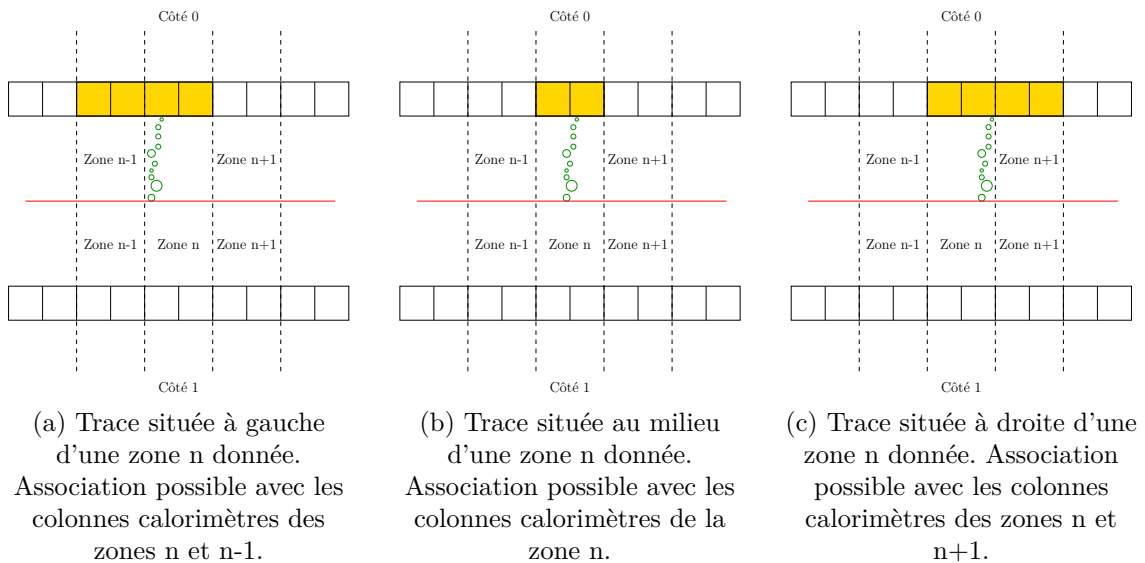 Côté 0
Zone n-1
Zone n+1
Zone n-1 Zone n Zone n+1
Côté 1
(a) Trace située à gauche
d'une zone n donnée.
Association possible avec les
colonnes calorimètres des
zones n et n-1.
Côté 0
Zone n-1
Zone n+1
Zone n-1 Zone n Zone n+1
Côté 1
(b) Trace située au milieu
d'une zone n donnée.
Association possible avec les
colonnes calorimètres de la
zone n.
Côté 0
Zone n-1
Zone n+1
Zone n-1 Zone n Zone n+1
Côté 1
(c) Trace située à droite d'une
zone n donnée. Association
possible avec les colonnes
calorimètres des zones n et
n+1.